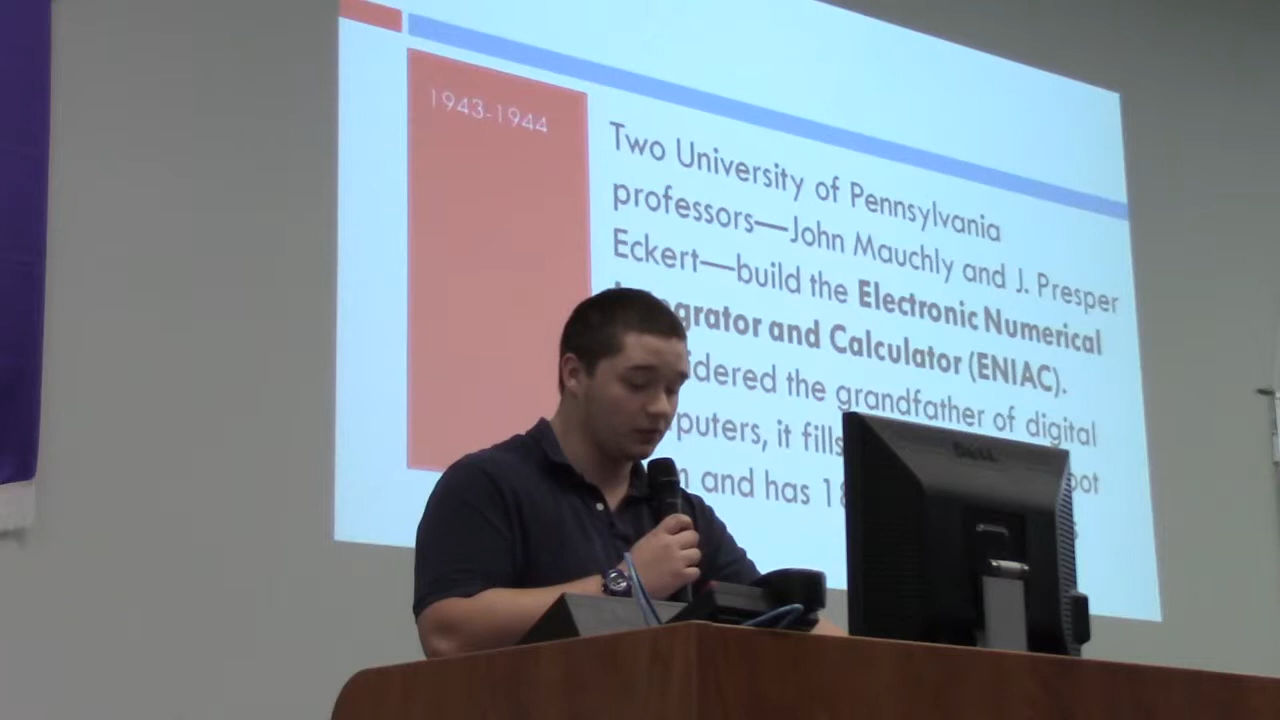 1943-1944
Two University of Pennsylvania
professors—John Mauchly and J. Presper
Eckert—build the Electronic Numerical
grator and Calculator (ENIAC).
idered the grandfather of digital
puters, it fills
and has 18
DELL